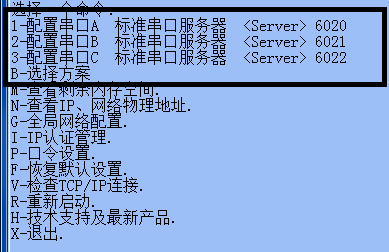 选择一个命令:
1-配置串口A 标准串口服务器 <Server> 6020
2-配置串口B 标准串口服务器 <Server> 6021
3-配置串口C 标准串口服务器 <Server> 6022
B-选择方案
M-查看剩余内存空间.
N-查看IP、网络物理地址.
G-全局网络配置.
I-IP认证管理.
P-口令设置.
F-恢复默认设置.
V-检查TCP/IP连接.
R-重新启动.
H-技术支持及最新产品.
X-退出.